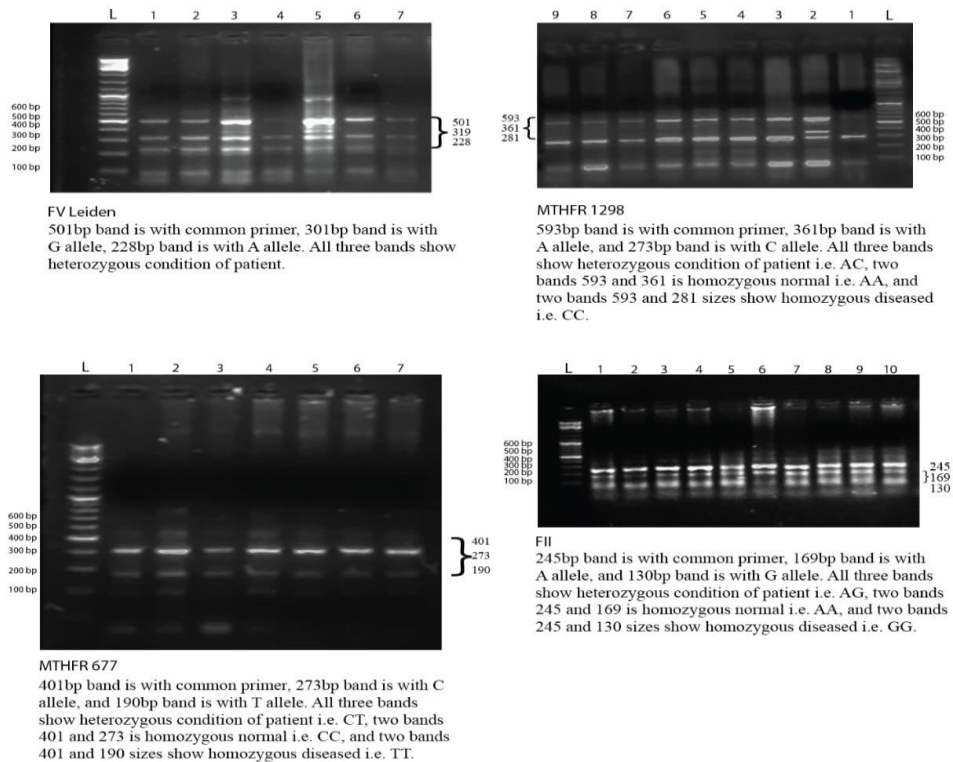 L 1 2 3 4 5 6 7
600 bp
500 bp
400 bp
300 bp
200 bp
100 bp
501
319
228
FV Leiden
501bp band is with common primer, 301bp band is with
G allele, 228bp band is with A allele. All three bands show
heterozygous condition of patient.
9 8 7 6 5 4 3 2 1 L
593
361
281
600 bp
500 bp
400 bp
300 bp
200 bp
100 bp
MTHFR 1298
593bp band is with common primer, 361bp band is with
A allele, and 273bp band is with C allele. All three bands
show heterozygous condition of patient i.e. AC, two
bands 593 and 361 is homozygous normal i.e. AA, and
two bands 593 and 281 sizes show homozygous diseased
i.e. CC.
L 1 2 3 4 5 6 7
600 bp
500 bp
400 bp
300 bp
200 bp
100 bp
401
273
190
MTHFR 677
401bp band is with common primer, 273bp band is with C
allele, and 190bp band is with T allele. All three bands
show heterozygous condition of patient i.e. CT, two bands
401 and 273 is homozygous normal i.e. CC, and two bands
401 and 190 sizes show homozygous diseased i.e. TT.
L 1 2 3 4 5 6 7 8 9 10
600 bp
500 bp
400 bp
300 bp
200 bp
100 bp
245
169
130
FII
245bp band is with common primer, 169bp band is with
A allele, and 130bp band is with G allele. All three bands
show heterozygous condition of patient i.e. AG, two bands
245 and 169 is homozygous normal i.e. AA, and two bands
245 and 130 sizes show homozygous diseased i.e. GG.